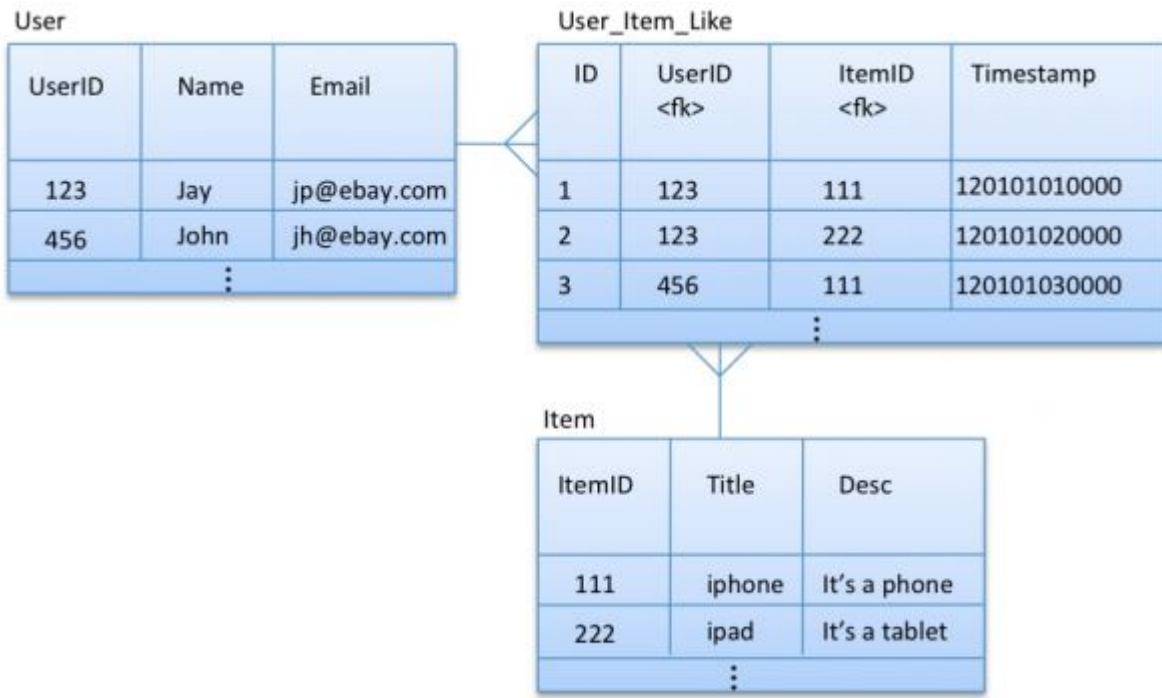 User
UserID Name Email
123 Jay jp@ebay.com
456 John jh@ebay.com
User_Item_Like
ID UserID ItemID Timestamp
<fk> <fk>
1 123 111 120101010000
2 123 222 120101020000
3 456 111 120101030000
Item
ItemID Title Desc
111 iphone It’s a phone
222 ipad It’s a tablet